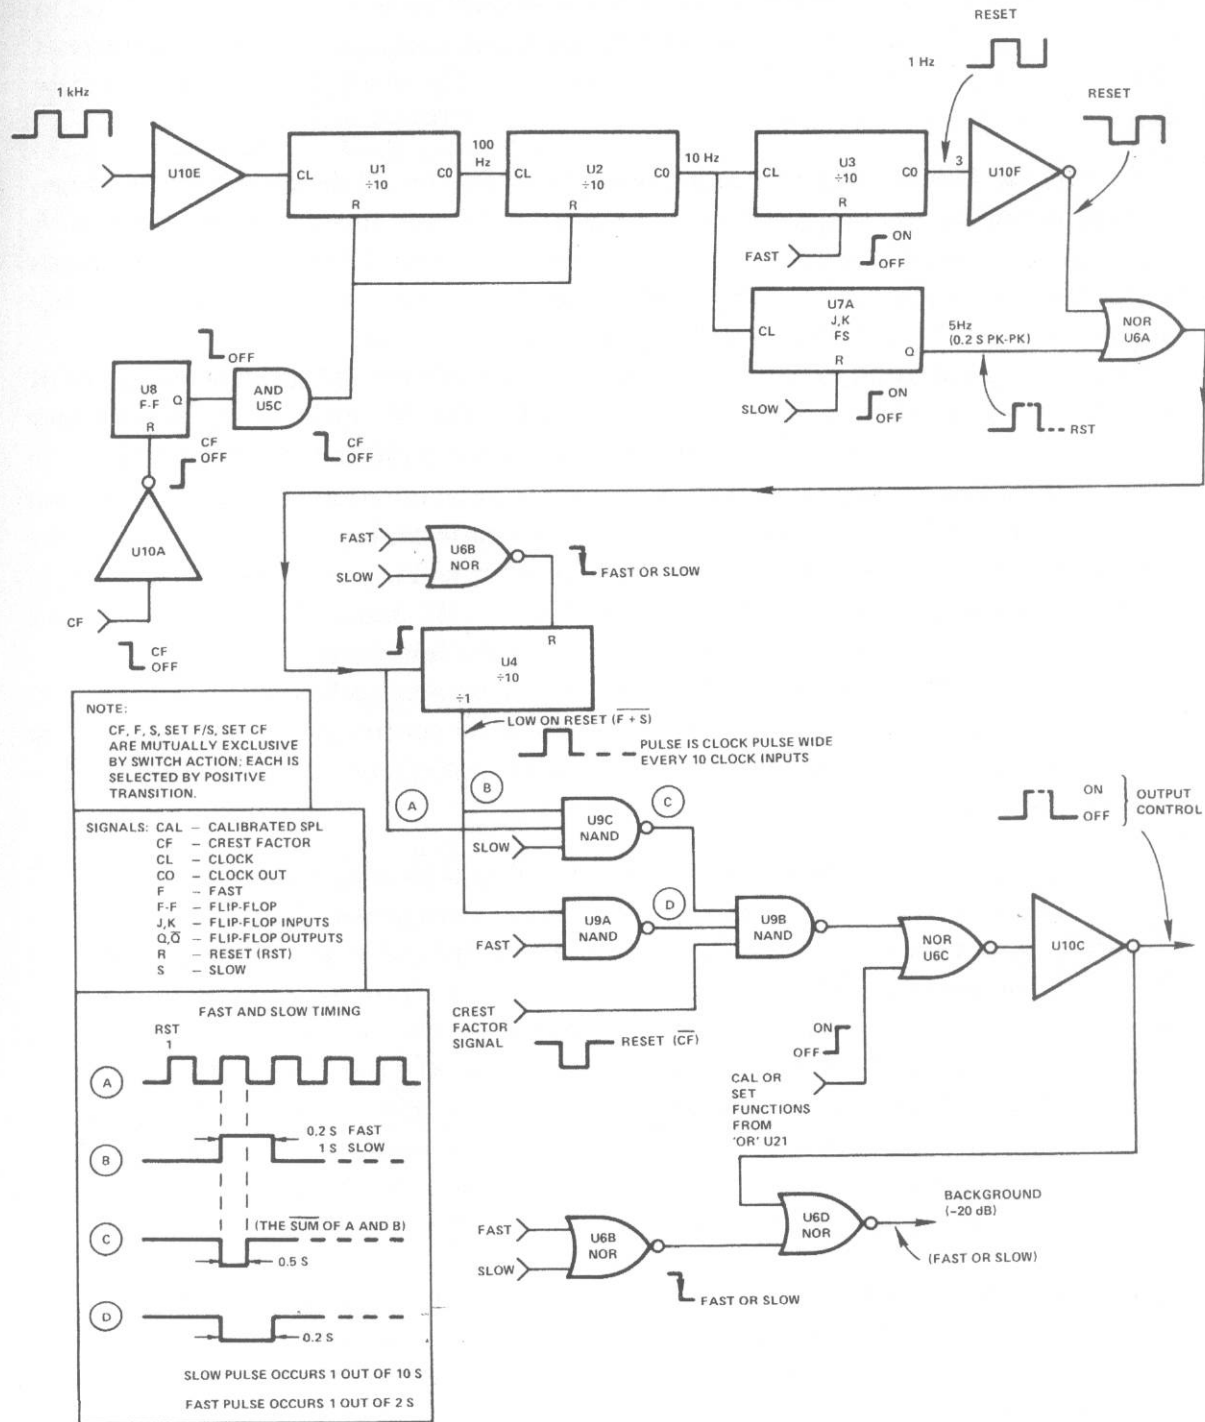 RESET
1 kHz
1 Hz
RESET
U10E
CL
U1
÷10
CO
R
100
Hz
CL
U2
÷10
CO
R
10 Hz
CL
U3
÷10
CO
R
3
U10F
FAST
ON
OFF
U7A
J,K
FS
CL
R
Q
5Hz
(0.2 S PK-PK)
NOR
U6A
SLOW
ON
OFF
RST
OFF
U8
F-F
Q
R
AND
U5C
CF
OFF
CF
OFF
U10A
CF
CF
OFF
FAST
SLOW
U6B
NOR
FAST OR SLOW
R
U4
÷10
÷1
LOW ON RESET (F + S)
PULSE IS CLOCK PULSE WIDE
EVERY 10 CLOCK INPUTS
NOTE:
CF, F, S, SET F/S, SET CF
ARE MUTUALLY EXCLUSIVE
BY SWITCH ACTION; EACH IS
SELECTED BY POSITIVE
TRANSITION.
SIGNALS: CAL – CALIBRATED SPL
CF – CREST FACTOR
CL – CLOCK
CO – CLOCK OUT
F – FAST
F-F – FLIP-FLOP
J,K – FLIP-FLOP INPUTS
Q,Q̅ – FLIP-FLOP OUTPUTS
R – RESET (RST)
S – SLOW
A
B
C
U9C
NAND
SLOW
D
U9A
NAND
FAST
U9B
NAND
CREST
FACTOR
SIGNAL
RESET (CF)
NOR
U6C
U10C
ON
OFF
OUTPUT
CONTROL
ON
OFF
CAL OR
SET
FUNCTIONS
FROM
'OR' U21
FAST
SLOW
U6B
NOR
FAST OR SLOW
U6D
NOR
BACKGROUND
(-20 dB)
(FAST OR SLOW)
FAST AND SLOW TIMING
RST
1
A
B
0.2 S FAST
1 S SLOW
C
(THE SUM OF A AND B)
0.5 S
D
0.2 S
SLOW PULSE OCCURS 1 OUT OF 10 S
FAST PULSE OCCURS 1 OUT OF 2 S